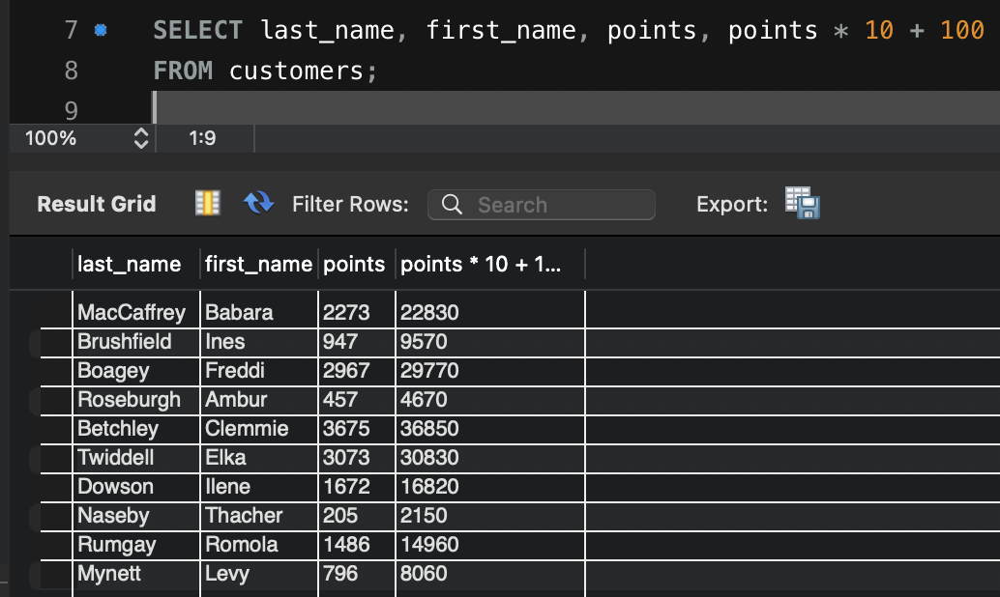 7 SELECT last_name, first_name, points, points * 10 + 100
8 FROM customers;
9
100% 1:9
Result Grid Filter Rows: Search Export:
last_name first_name points points * 10 + 1...
MacCaffrey Babara 2273 22830
Brushfield Ines 947 9570
Boagey Freddi 2967 29770
Roseburgh Ambur 457 4670
Betchley Clemmie 3675 36850
Twiddell Elka 3073 30830
Dowson Ilene 1672 16820
Naseby Thacher 205 2150
Rumgay Romola 1486 14960
Mynett Levy 796 8060